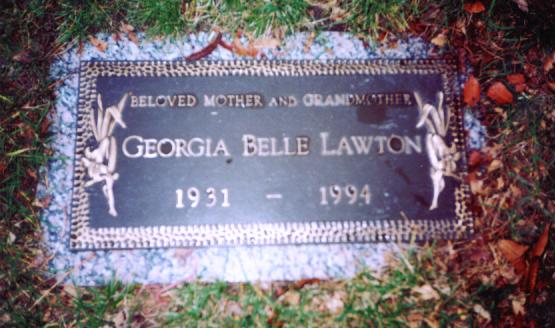 BELOVED MOTHER AND GRANDMOTHER
GEORGIA BELLE LAWTON
1931 - 1994